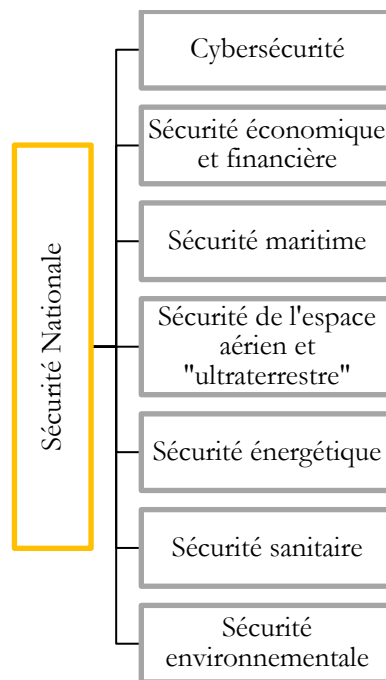 Sécurité Nationale
Cybersécurité
Sécurité économique
et financière
Sécurité maritime
Sécurité de l'espace
aérien et
"ultraterrestre"
Sécurité énergétique
Sécurité sanitaire
Sécurité
environnementale